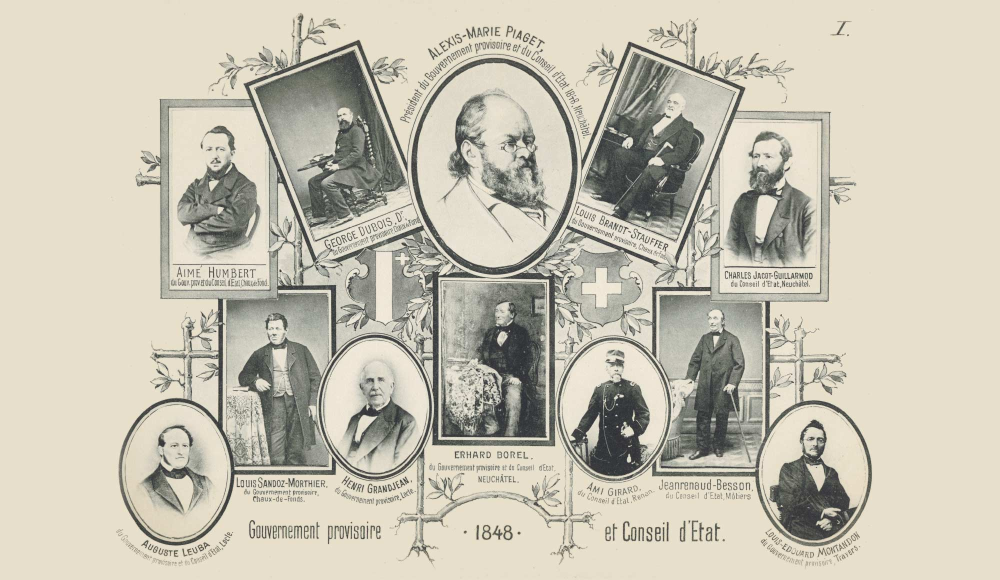 I.
ALEXIS-MARIE PIAGET,
Président du Gouvernement provisoire et du Conseil d'Etat 1848, Neuchâtel.
GEORGE DUBOIS, Dr,
du Gouvernement provisoire, Chaux de Fond
LOUIS BRANDT-STAUFFER
du Gouvernement provisoire, Chaux de Fond
AIMÉ HUMBERT
du Gouv. prov. et du Conseil d'Etat, Chaux de Fond.
CHARLES JACOT-GUILLARMOD
du Conseil d'Etat, Neuchâtel.
LOUIS SANDOZ-MORTHIER,
du Gouvernement provisoire,
Chaux-de-Fonds.
HENRI GRANDJEAN,
du Gouvernement provisoire, Locle.
ERHARD BOREL,
du Gouvernement provisoire et du Conseil d'Etat,
NEUCHÂTEL.
AMI GIRARD,
du Conseil d'Etat, Renan.
JEANRENAUD-BESSON,
du Conseil d'Etat, Môtiers
AUGUSTE LEUBA
du Gouvernement provisoire et du Conseil d'Etat, Locle.
LOUIS-EDOUARD MONTANDON
du Gouvernement provisoire, Travers.
Gouvernement provisoire · 1848 · et Conseil d'Etat.